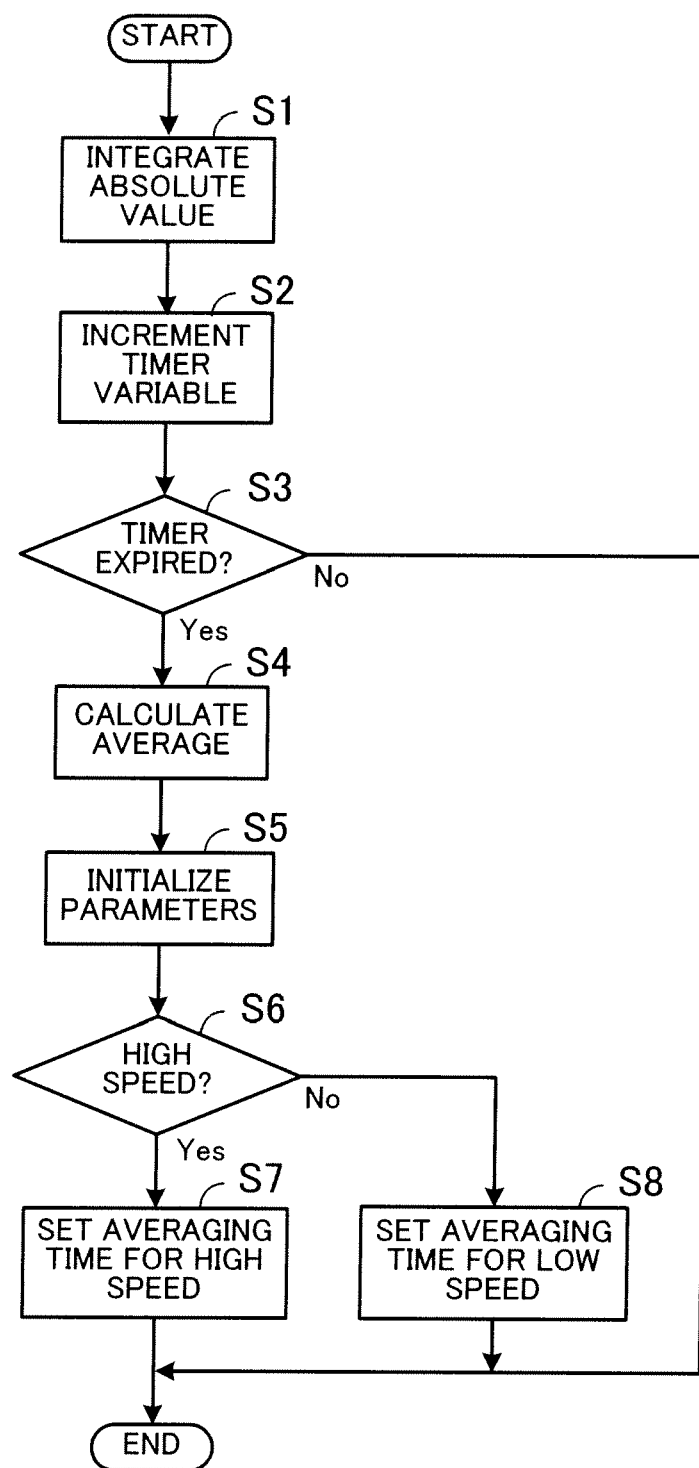 START
S1
INTEGRATE
ABSOLUTE
VALUE
S2
INCREMENT
TIMER
VARIABLE
S3
TIMER
EXPIRED?
No
Yes
S4
CALCULATE
AVERAGE
S5
INITIALIZE
PARAMETERS
S6
HIGH
SPEED?
No
Yes
S7
SET AVERAGING
TIME FOR HIGH
SPEED
S8
SET AVERAGING
TIME FOR LOW
SPEED
END